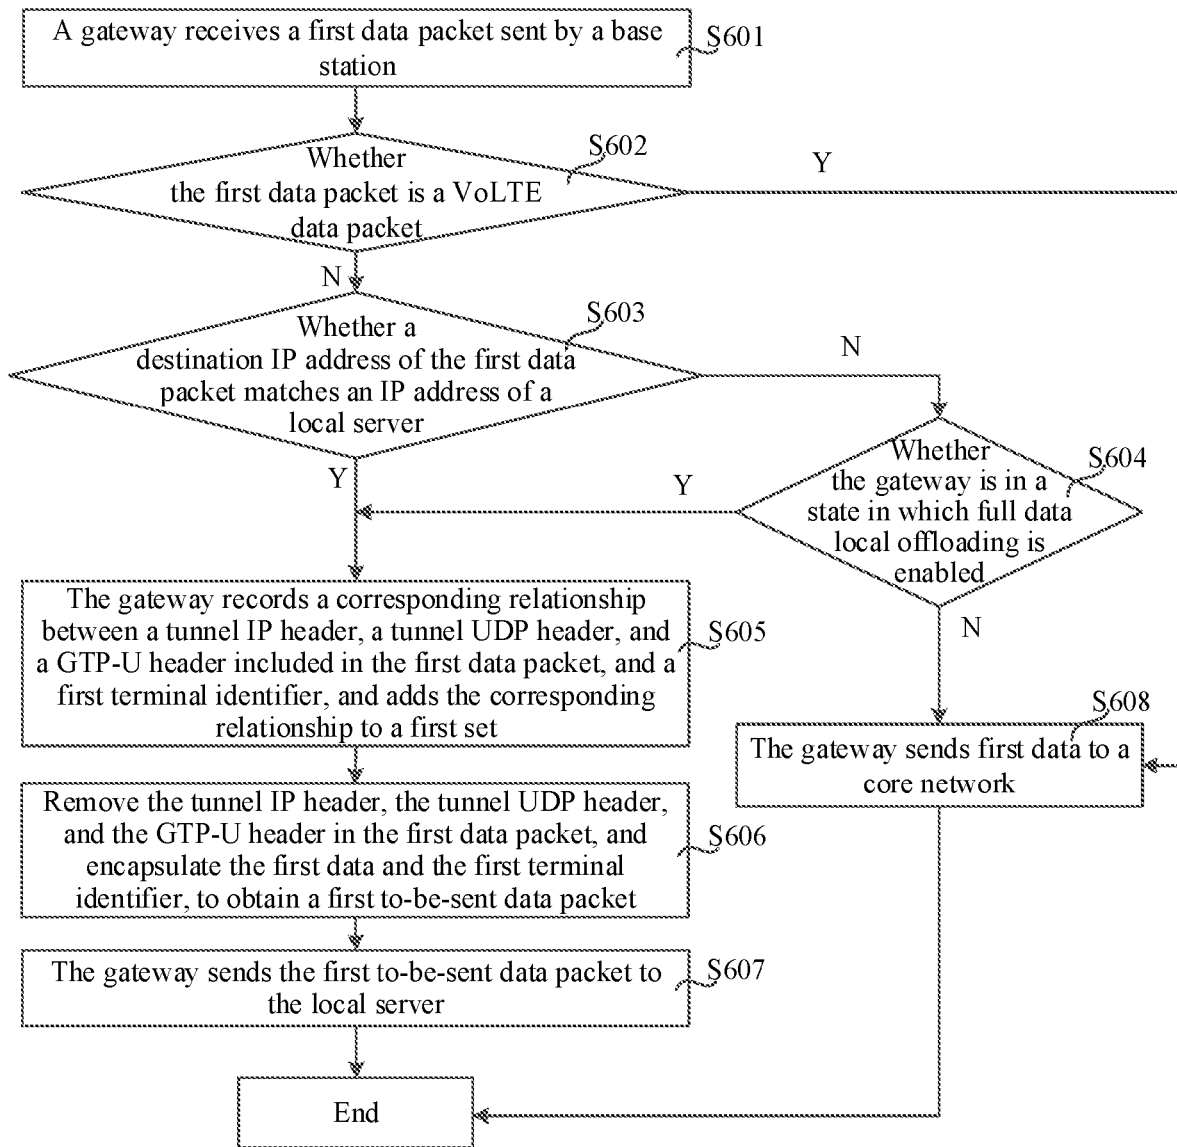 A gateway receives a first data packet sent by a base
station
S601
Whether
the first data packet is a VoLTE
data packet
S602
Y
N
Whether a
destination IP address of the first data
packet matches an IP address of a
local server
S603
N
Y
Whether
the gateway is in a
state in which full data
local offloading is
enabled
S604
Y
N
The gateway records a corresponding relationship
between a tunnel IP header, a tunnel UDP header, and
a GTP-U header included in the first data packet, and a
first terminal identifier, and adds the corresponding
relationship to a first set
S605
S608
The gateway sends first data to a
core network
Remove the tunnel IP header, the tunnel UDP header,
and the GTP-U header in the first data packet, and
encapsulate the first data and the first terminal
identifier, to obtain a first to-be-sent data packet
S606
The gateway sends the first to-be-sent data packet to
the local server
S607
End